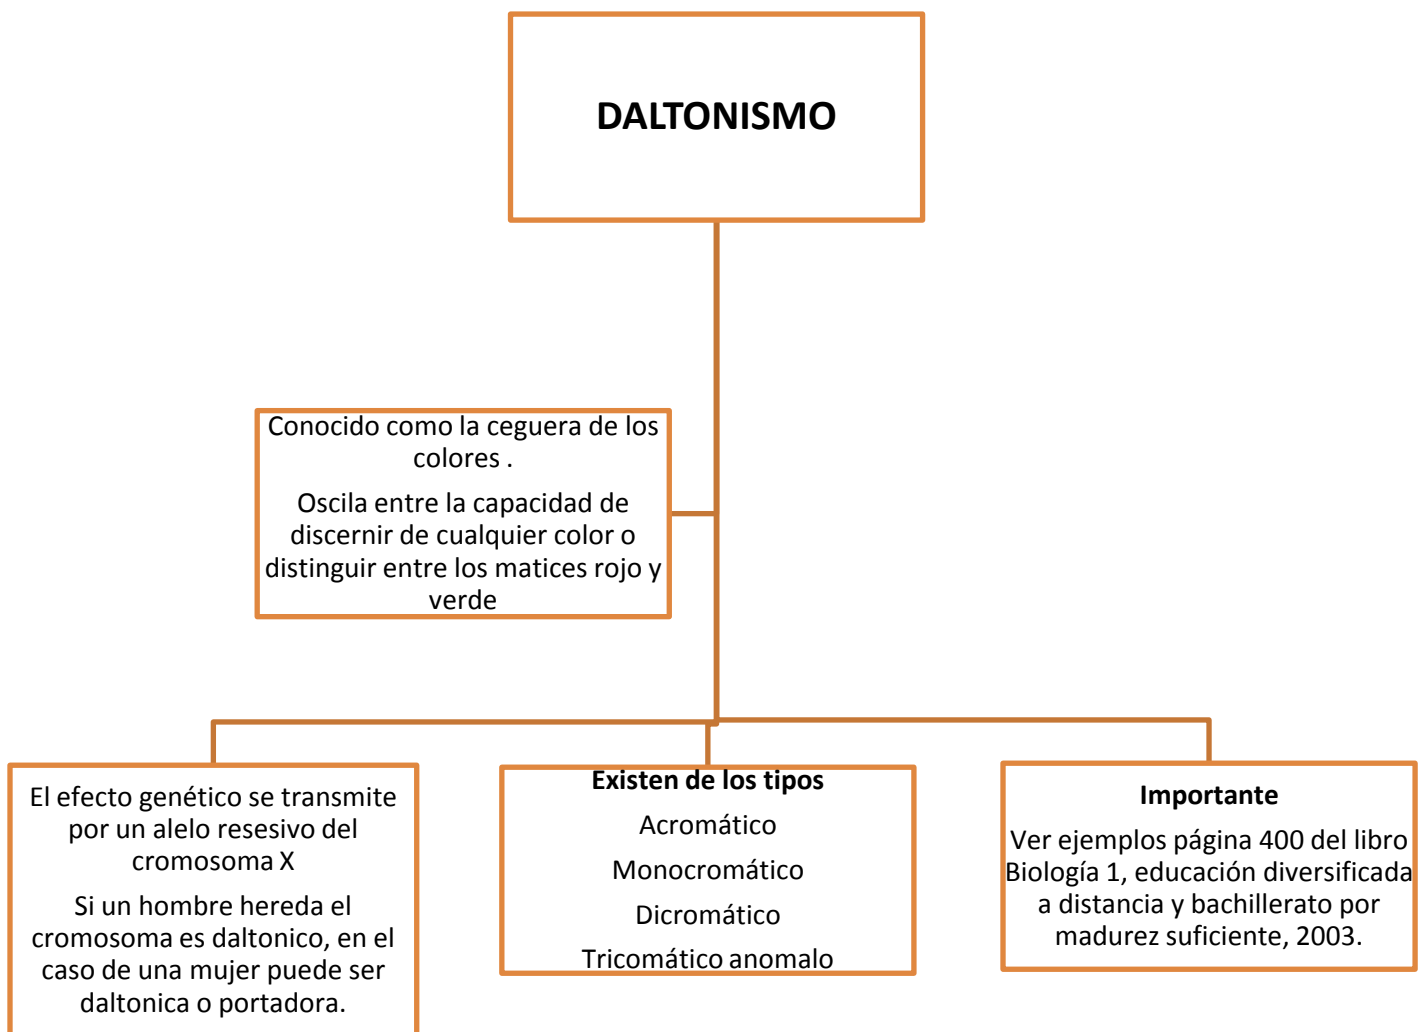 DALTONISMO
Conocido como la ceguera de los
colores .
Oscila entre la capacidad de
discernir de cualquier color o
distinguir entre los matices rojo y
verde
El efecto genético se transmite
por un alelo resesivo del
cromosoma X
Si un hombre hereda el
cromosoma es daltonico, en el
caso de una mujer puede ser
daltonica o portadora.
Existen de los tipos
Acromático
Monocromático
Dicromático
Tricomático anomalo
Importante
Ver ejemplos página 400 del libro
Biología 1, educación diversificada
a distancia y bachillerato por
madurez suficiente, 2003.